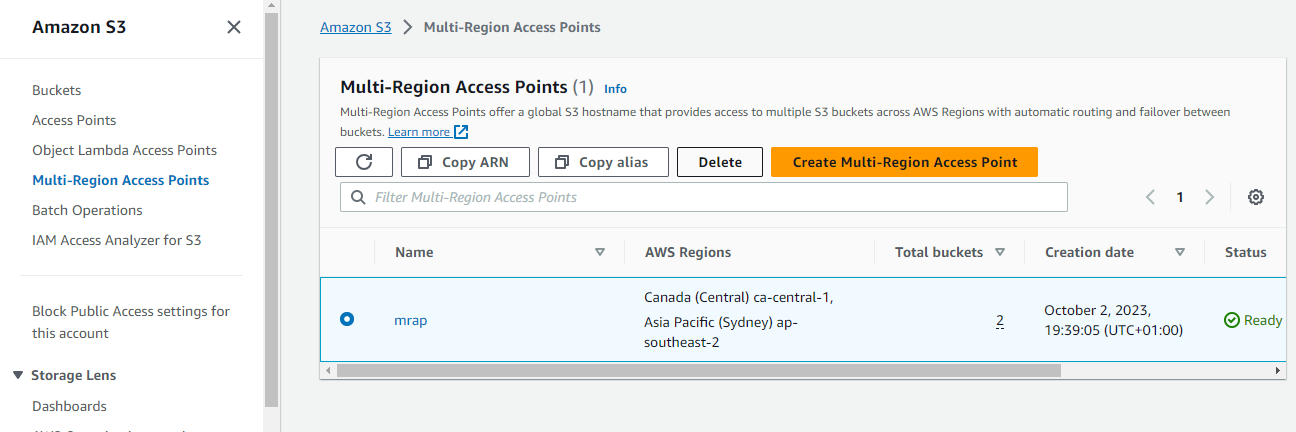 Amazon S3
Buckets
Access Points
Object Lambda Access Points
Multi-Region Access Points
Batch Operations
IAM Access Analyzer for S3
Block Public Access settings for
this account
Storage Lens
Dashboards
Amazon S3 > Multi-Region Access Points
Multi-Region Access Points (1) Info
Multi-Region Access Points offer a global S3 hostname that provides access to multiple S3 buckets across AWS Regions with automatic routing and failover between
buckets. Learn more
Copy ARN Copy alias Delete Create Multi-Region Access Point
Filter Multi-Region Access Points 1
Name AWS Regions Total buckets Creation date Status
mrap
Canada (Central) ca-central-1,
Asia Pacific (Sydney) ap-
southeast-2
2
October 2, 2023,
19:39:05 (UTC+01:00)
Ready